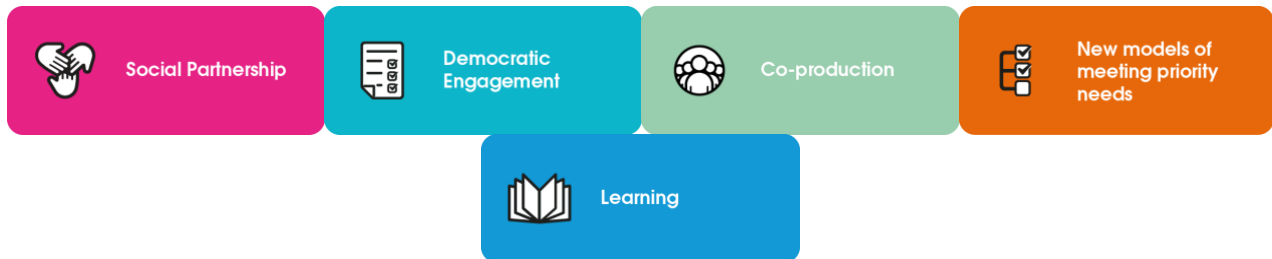 Social Partnership
Democratic
Engagement
Co-production
New models of
meeting priority
needs
Learning